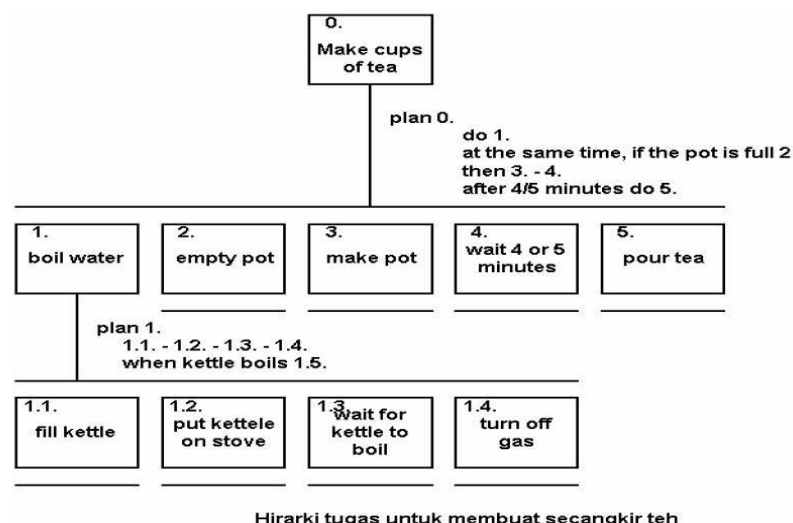 0.
Make cups
of tea
plan 0.
do 1.
at the same time, if the pot is full 2
then 3. - 4.
after 4/5 minutes do 5.
1.
boil water
2.
empty pot
3.
make pot
4.
wait 4 or 5
minutes
5.
pour tea
plan 1.
1.1. - 1.2. - 1.3. - 1.4.
when kettle boils 1.5.
1.1.
fill kettle
1.2.
put kettele
on stove
1.3.
wait for
kettle to
boil
1.4.
turn off
gas
Hirarki tugas untuk membuat secangkir teh